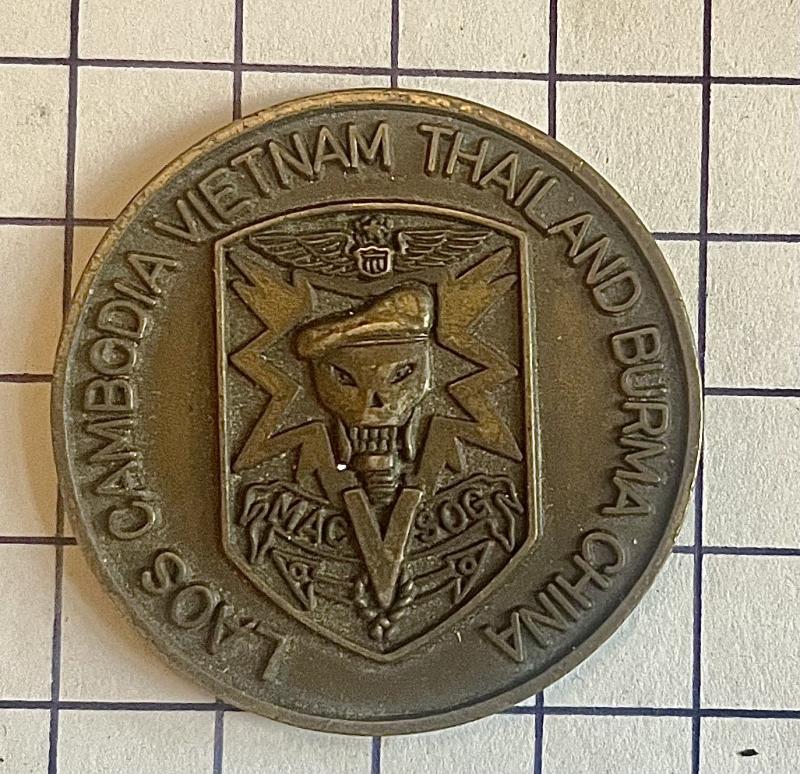 LAOS CAMBODIA VIETNAM THAILAND BURMA CHINA
MAC V SOG